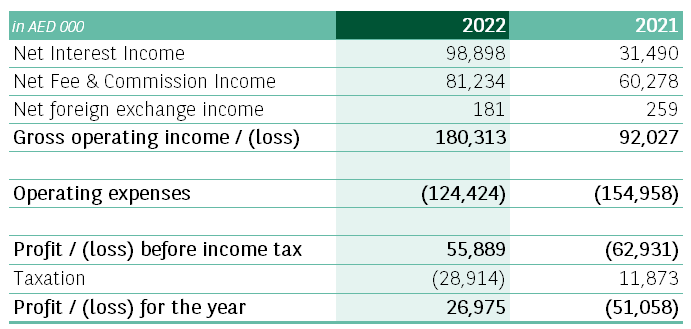 in AED 000 2022 2021
Net Interest Income 98,898 31,490
Net Fee & Commission Income 81,234 60,278
Net foreign exchange income 181 259
Gross operating income / (loss) 180,313 92,027
Operating expenses (124,424) (154,958)
Profit / (loss) before income tax 55,889 (62,931)
Taxation (28,914) 11,873
Profit / (loss) for the year 26,975 (51,058)